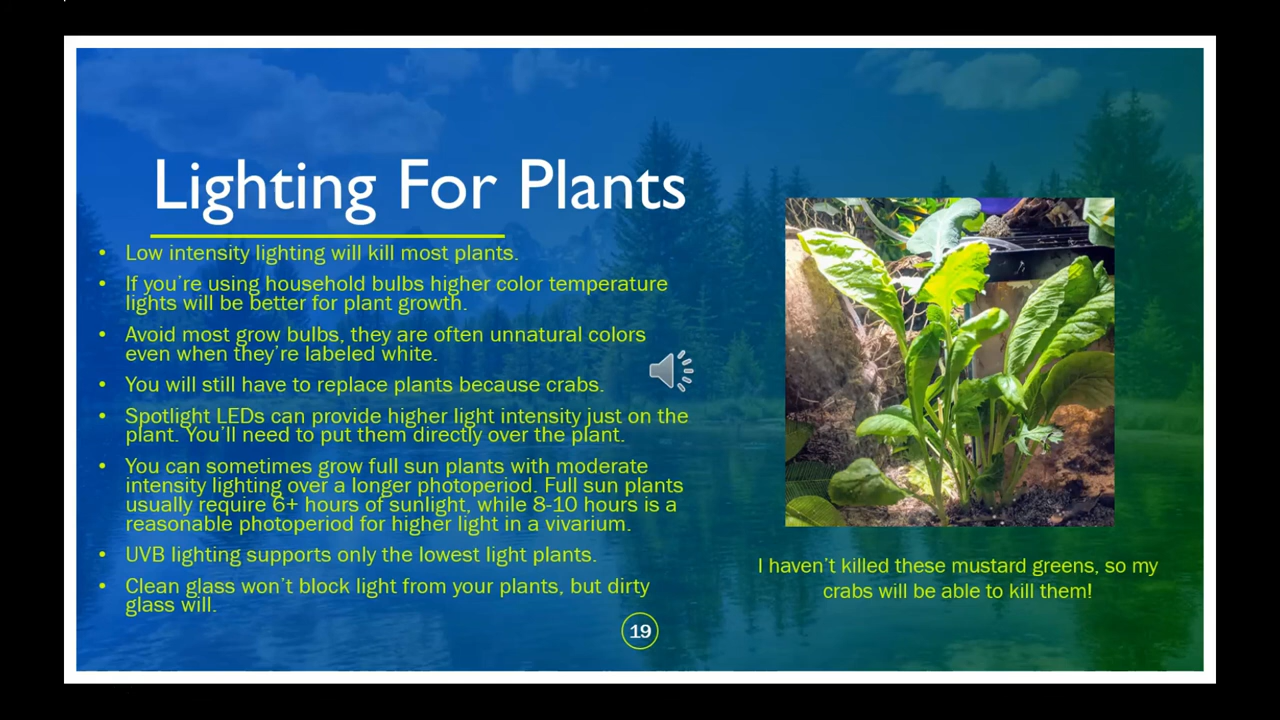 Lighting For Plants
• Low intensity lighting will kill most plants.
• If you're using household bulbs higher color temperature
lights will be better for plant growth.
• Avoid most grow bulbs, they are often unnatural colors
even when they're labeled white.
• You will still have to replace plants because crabs.
• Spotlight LEDs can provide higher light intensity just on the
plant. You'll need to put them directly over the plant.
• You can sometimes grow full sun plants with moderate
intensity lighting over a longer photoperiod. Full sun plants
usually require 6+ hours of sunlight, while 8-10 hours is a
reasonable photoperiod for higher light in a vivarium.
• UVB lighting supports only the lowest light plants.
• Clean glass won't block light from your plants, but dirty
glass will.
I haven't killed these mustard greens, so my
crabs will be able to kill them!
19